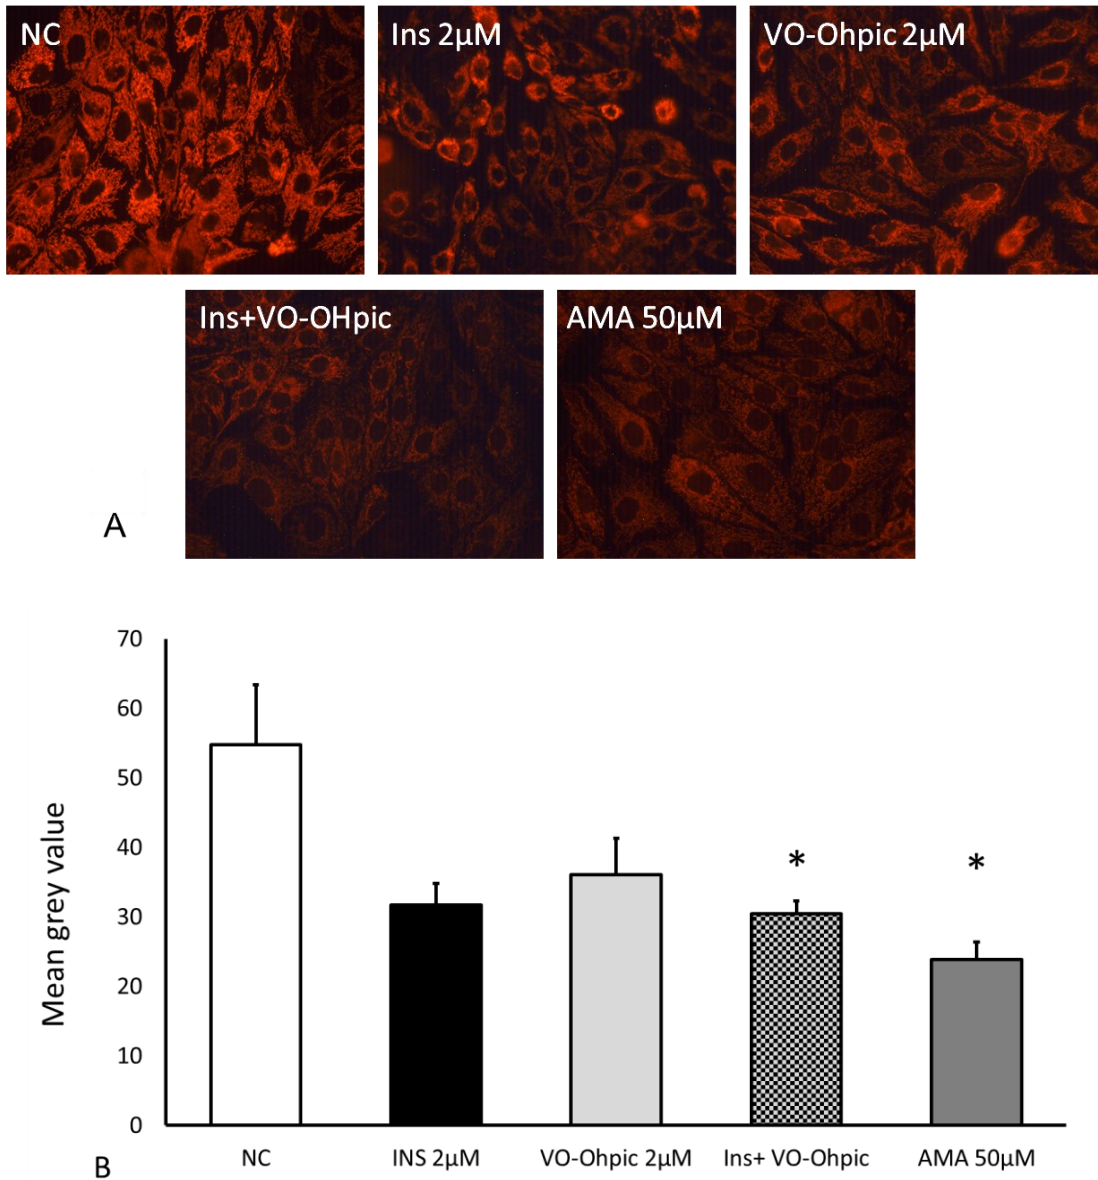 NC
Ins 2µM
VO-Ohpic 2µM
Ins+VO-OHpic
AMA 50µM
A
70
60
50
40
30
20
10
0
Mean grey value
*
*
NC
INS 2µM
VO-Ohpic 2µM
Ins+ VO-Ohpic
AMA 50µM
B